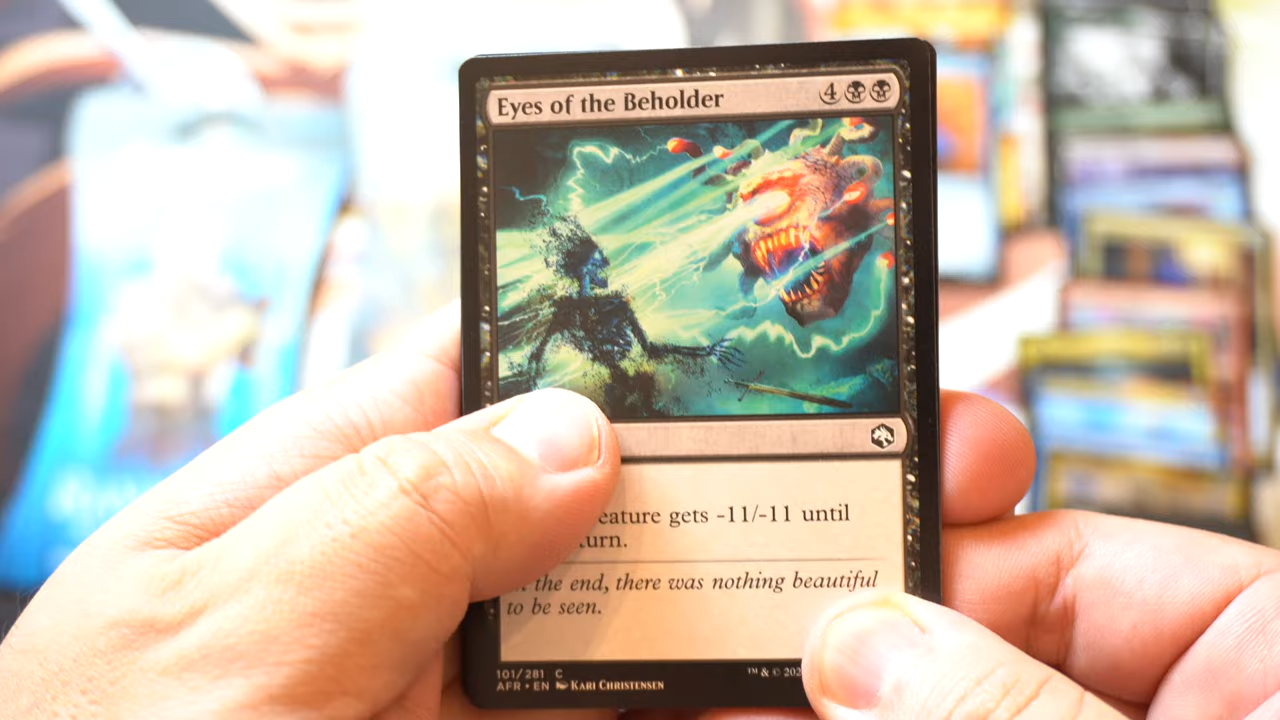 Eyes of the Beholder 4
eature gets -11/-11 until
urn.
the end, there was nothing beautiful
to be seen.
101/281 C
AFR • EN Kari Christensen
™ & © 202